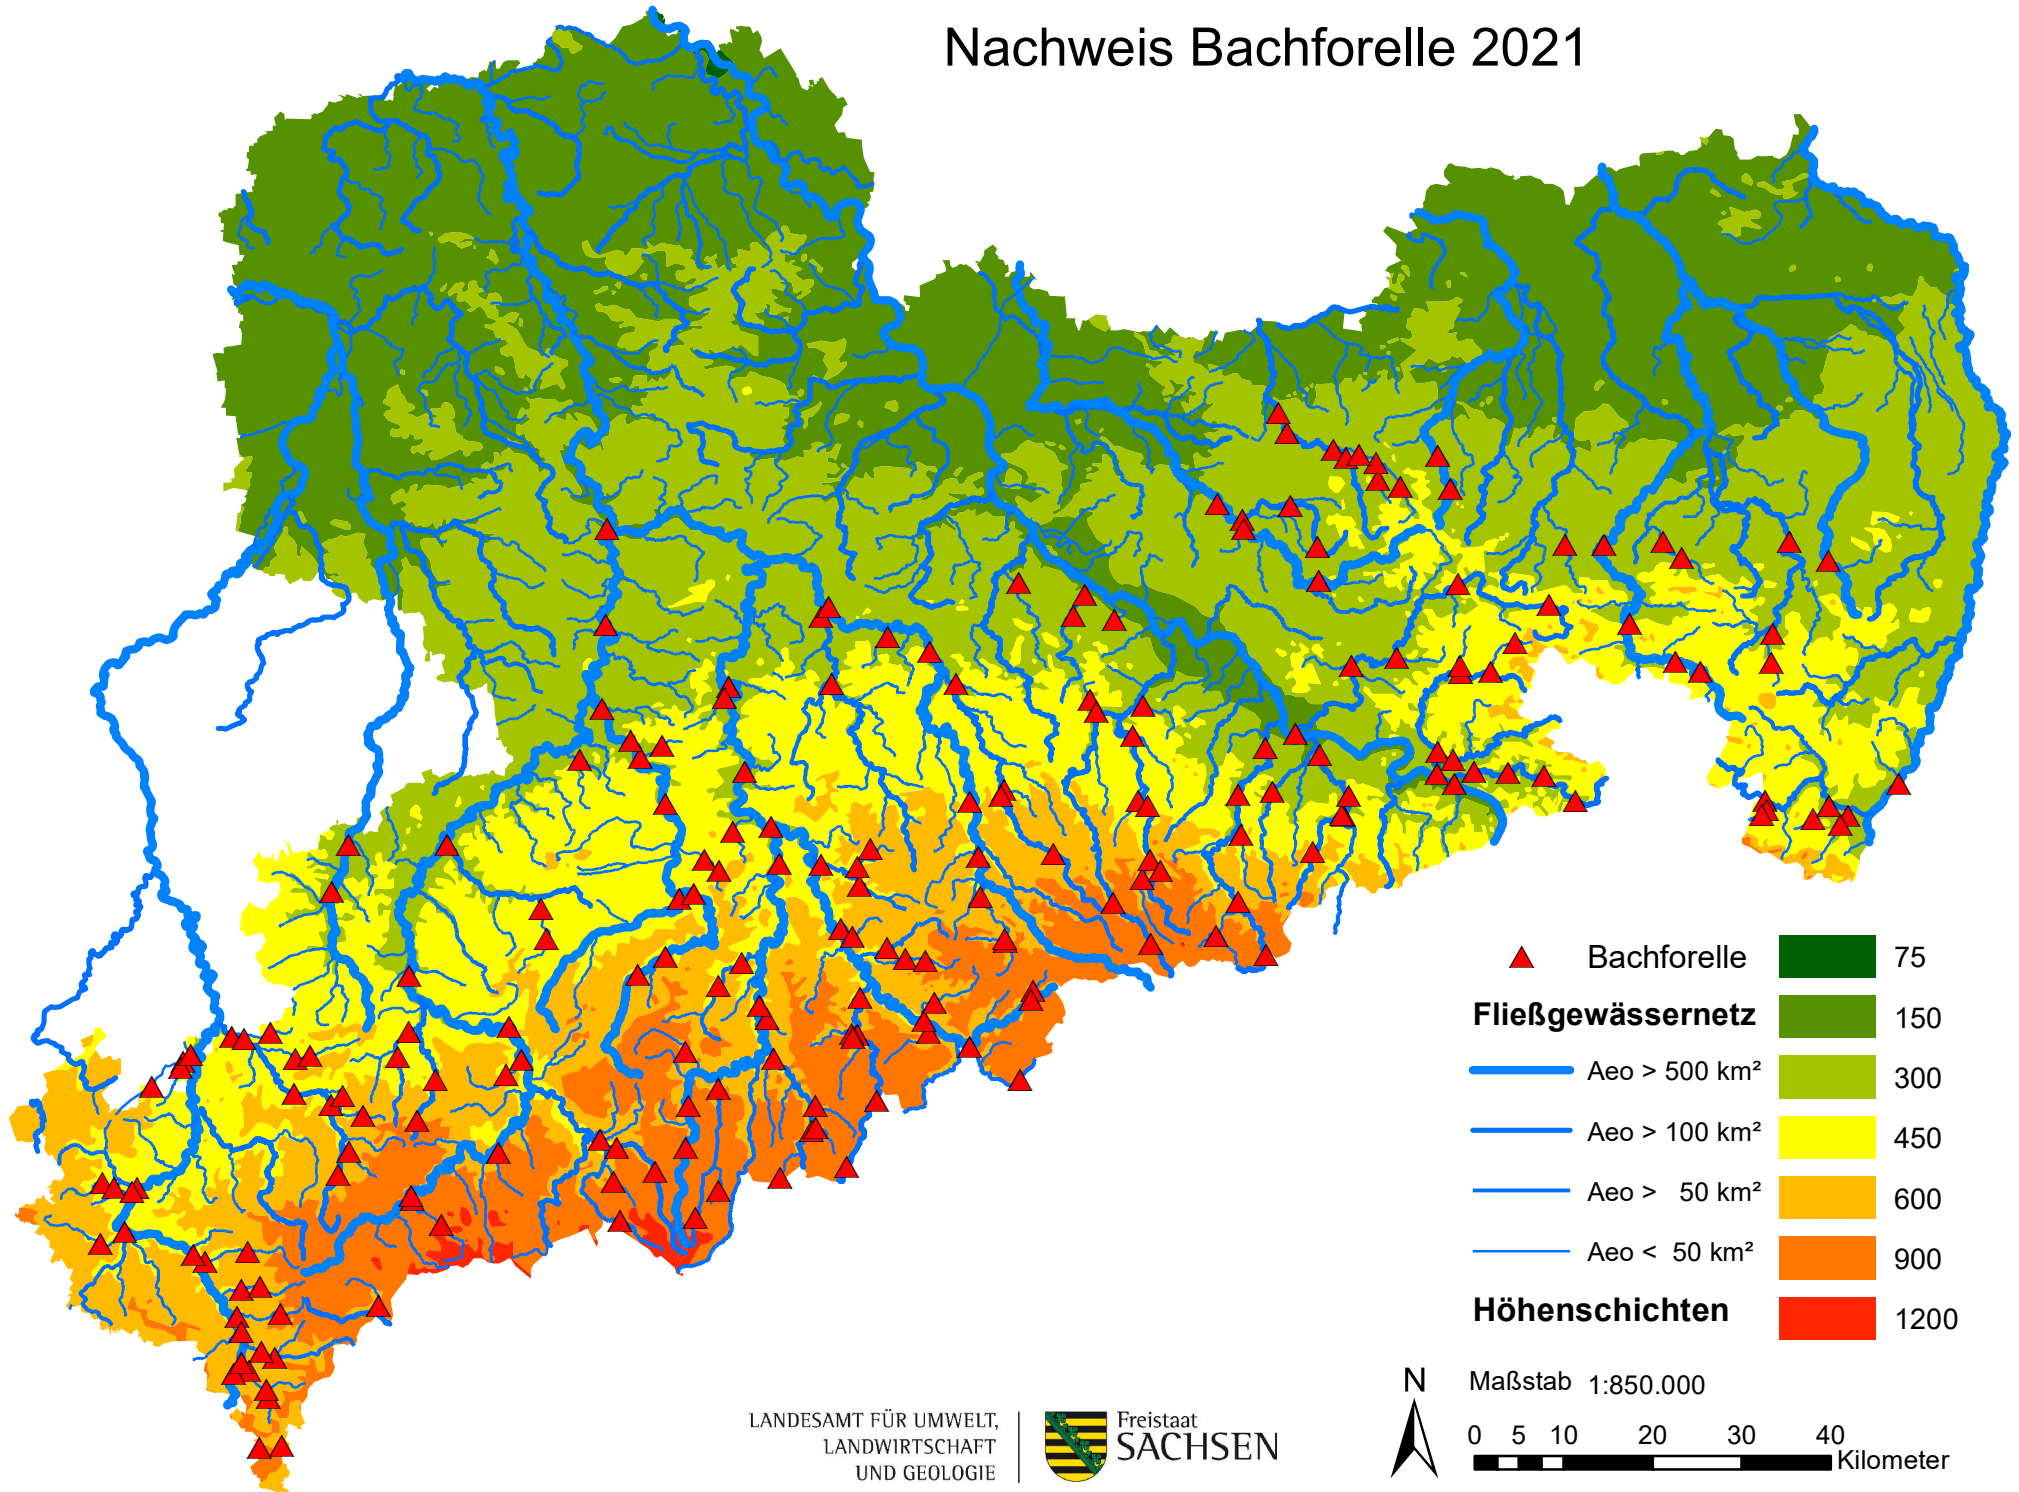 Nachweis Bachforelle 2021
Bachforelle
Fließgewässernetz
Aeo > 500 km²
Aeo > 100 km²
Aeo > 50 km²
Aeo < 50 km²
Höhenschichten
75
150
300
450
600
900
1200
N
Maßstab 1:850.000
0 5 10 20 30 40
Kilometer
LANDESAMT FÜR UMWELT,
LANDWIRTSCHAFT
UND GEOLOGIE
Freistaat
SACHSEN